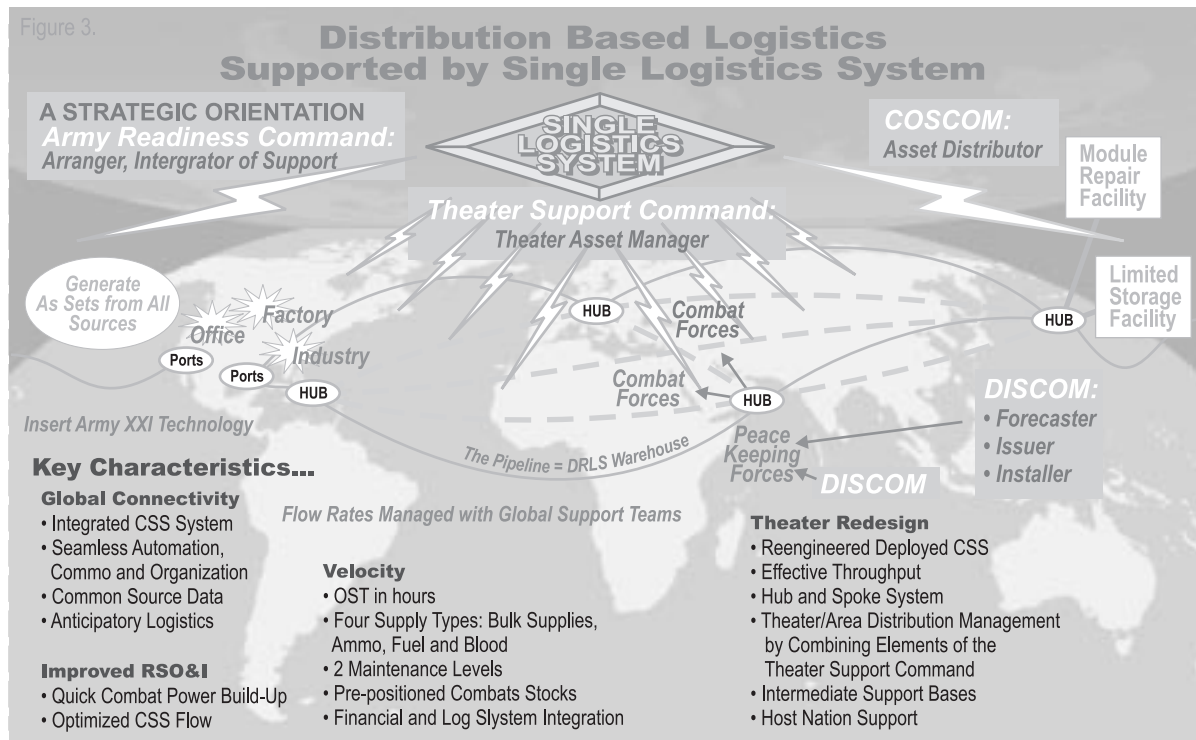 Figure 3.
Distribution Based Logistics
Supported by Single Logistics System
A STRATEGIC ORIENTATION
Army Readiness Command:
Arranger, Intergrator of Support
SINGLE
LOGISTICS
SYSTEM
COSCOM:
Asset Distributor
Module
Repair
Facility
Theater Support Command:
Theater Asset Manager
Generate
As Sets from All
Sources
Office
Factory
Industry
Ports
Ports
HUB
HUB
Combat
Forces
Combat
Forces
HUB
HUB
Limited
Storage
Facility
DISCOM:
• Forecaster
• Issuer
• Installer
Peace
Keeping
Forces
DISCOM
The Pipeline = DRLS Warehouse
Insert Army XXI Technology
Flow Rates Managed with Global Support Teams
Key Characteristics...
Global Connectivity
• Integrated CSS System
• Seamless Automation,
Commo and Organization
• Common Source Data
• Anticipatory Logistics
Improved RSO&I
• Quick Combat Power Build-Up
• Optimized CSS Flow
Velocity
• OST in hours
• Four Supply Types: Bulk Supplies,
Ammo, Fuel and Blood
• 2 Maintenance Levels
• Pre-positioned Combats Stocks
• Financial and Log Slystem Integration
Theater Redesign
• Reengineered Deployed CSS
• Effective Throughput
• Hub and Spoke System
• Theater/Area Distribution Management
by Combining Elements of the
Theater Support Command
• Intermediate Support Bases
• Host Nation Support